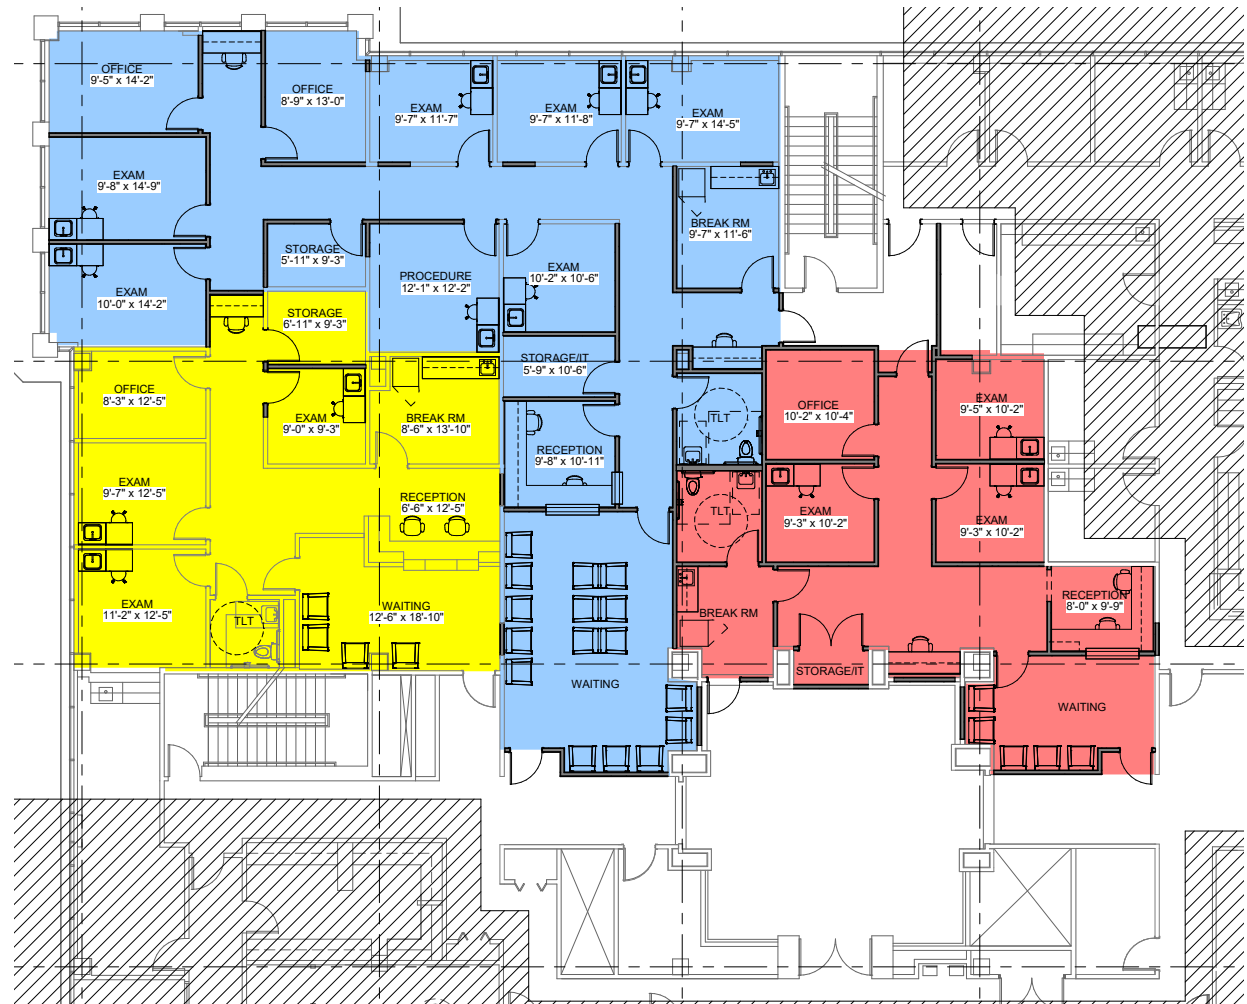 OFFICE
9'-5" x 14'-2"
OFFICE
8'-9" x 13'-0"
EXAM
9'-7" x 11'-7"
EXAM
9'-7" x 11'-8"
EXAM
9'-7" x 14'-5"
EXAM
9'-8" x 14'-9"
BREAK RM
9'-7" x 11'-6"
STORAGE
5'-11" x 9'-3"
PROCEDURE
12'-1" x 12'-2"
EXAM
10'-2" x 10'-6"
EXAM
10'-0" x 14'-2"
STORAGE
6'-11" x 9'-3"
STORAGE/IT
5'-9" x 10'-6"
OFFICE
8'-3" x 12'-5"
EXAM
9'-0" x 9'-3"
BREAK RM
8'-6" x 13'-10"
TLT
OFFICE
10'-2" x 10'-4"
EXAM
9'-5" x 10'-2"
RECEPTION
9'-8" x 10'-11"
EXAM
9'-7" x 12'-5"
RECEPTION
6'-6" x 12'-5"
TLT
EXAM
9'-3" x 10'-2"
EXAM
9'-3" x 10'-2"
EXAM
11'-2" x 12'-5"
TLT
WAITING
12'-6" x 18'-10"
BREAK RM
RECEPTION
8'-0" x 9'-9"
WAITING
STORAGE/IT
WAITING